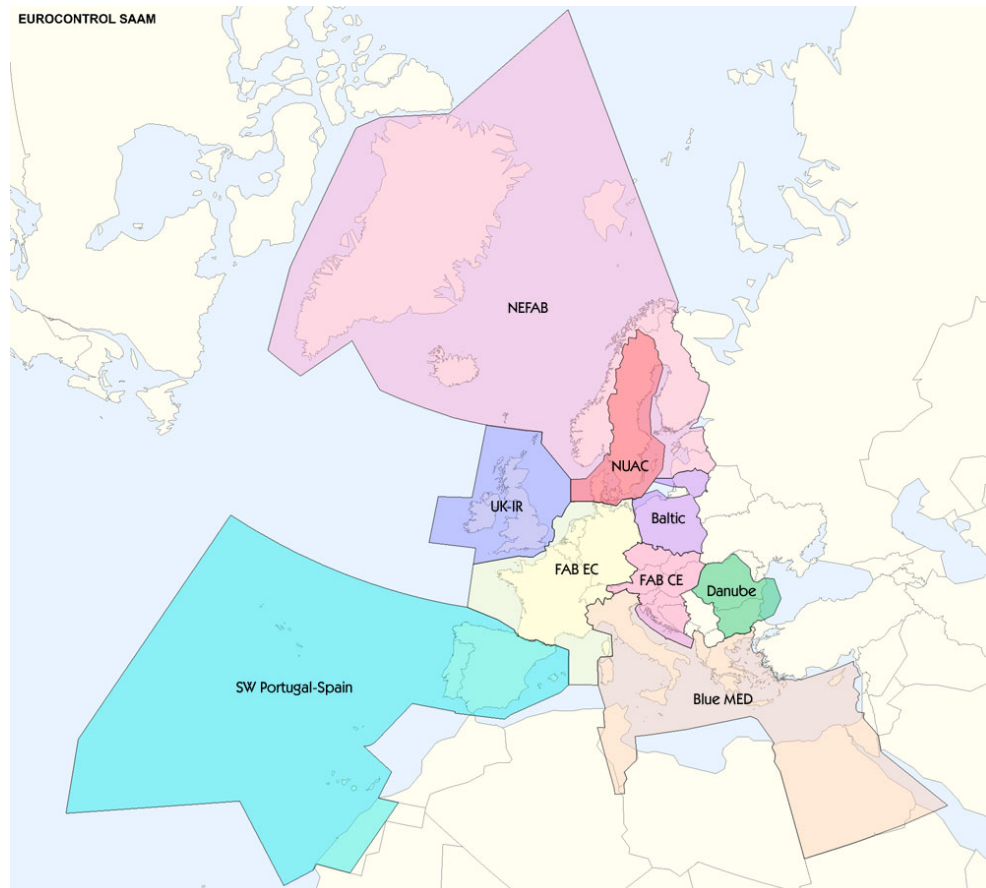 EUROCONTROL SAAM
NEFAB
NUAC
UK-IR
Baltic
FAB EC
FAB CE
Danube
SW Portugal-Spain
Blue MED